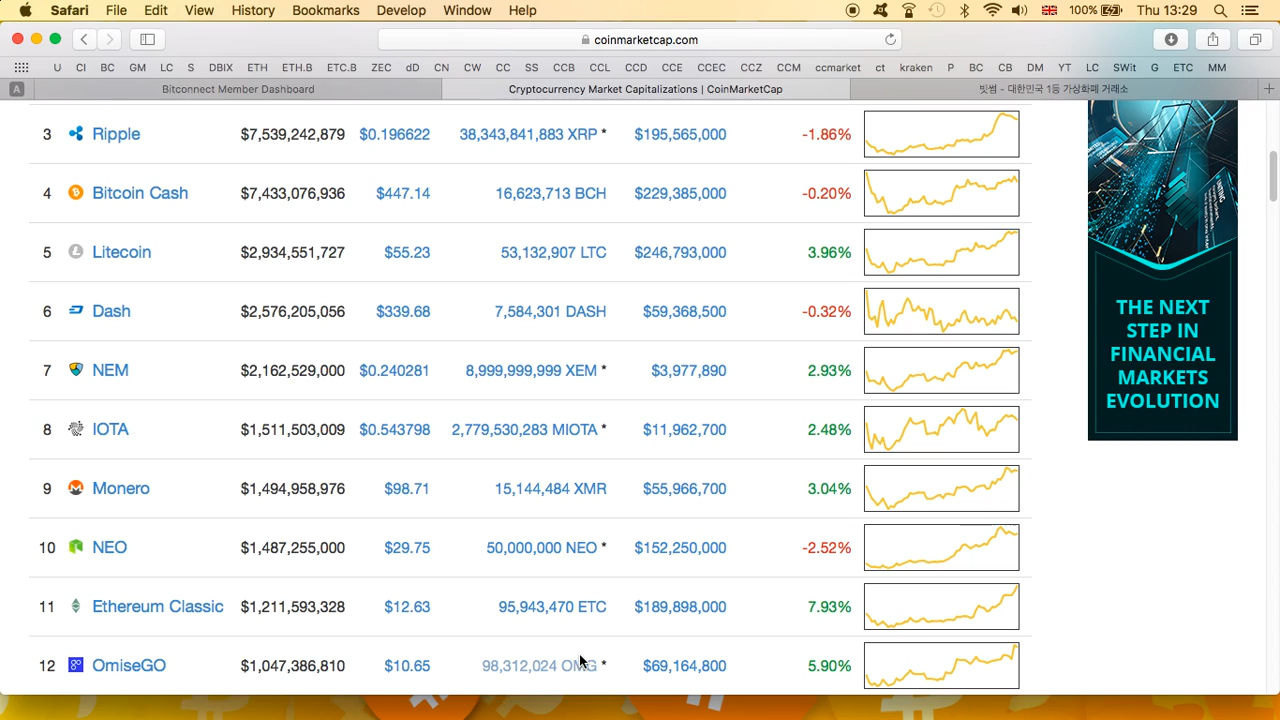 Safari File Edit View History Bookmarks Develop Window Help 100% Thu 13:29
coinmarketcap.com
U CI BC GM LC S DBIX ETH ETH.B ETC.B ZEC dD CN CW CC SS CCB CCL CCD CCE CCEC CCZ CCM ccmarket ct kraken P BC CB DM YT LC SWit G ETC MM
A Bitconnect Member Dashboard Cryptocurrency Market Capitalizations | CoinMarketCap 빗썸 - 대한민국 1등 가상화폐 거래소
3 Ripple $7,539,242,879 $0.196622 38,343,841,883 XRP * $195,565,000 -1.86%
4 Bitcoin Cash $7,433,076,936 $447.14 16,623,713 BCH $229,385,000 -0.20%
5 Litecoin $2,934,551,727 $55.23 53,132,907 LTC $246,793,000 3.96%
6 Dash $2,576,205,056 $339.68 7,584,301 DASH $59,368,500 -0.32%
7 NEM $2,162,529,000 $0.240281 8,999,999,999 XEM * $3,977,890 2.93%
8 IOTA $1,511,503,009 $0.543798 2,779,530,283 MIOTA * $11,962,700 2.48%
9 Monero $1,494,958,976 $98.71 15,144,484 XMR $55,966,700 3.04%
10 NEO $1,487,255,000 $29.75 50,000,000 NEO * $152,250,000 -2.52%
11 Ethereum Classic $1,211,593,328 $12.63 95,943,470 ETC $189,898,000 7.93%
12 OmiseGO $1,047,386,810 $10.65 98,312,024 OMG * $69,164,800 5.90%
THE NEXT
STEP IN
FINANCIAL
MARKETS
EVOLUTION